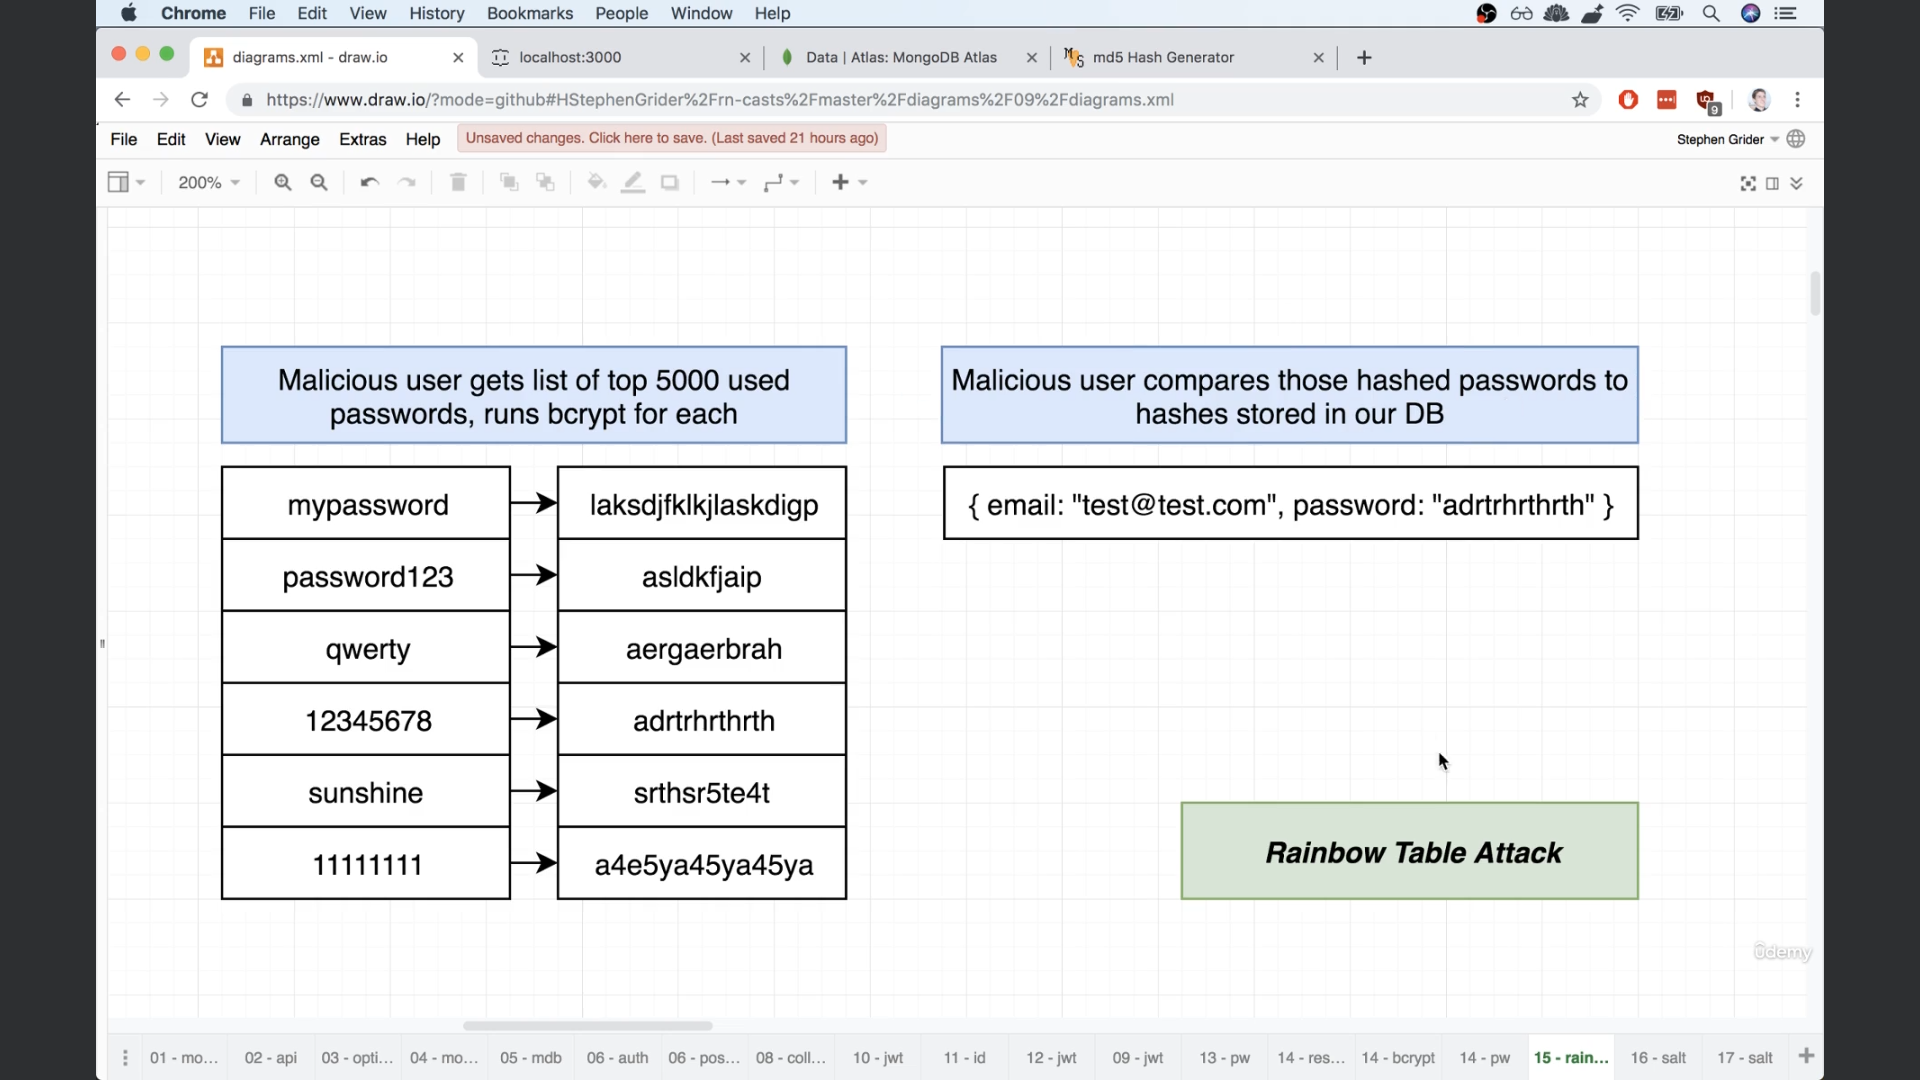 Chrome File Edit View History Bookmarks People Window Help
diagrams.xml - draw.io
localhost:3000
Data | Atlas: MongoDB Atlas
md5 Hash Generator
https://www.draw.io/?mode=github#HStephenGrider%2Frn-casts%2Fmaster%2Fdiagrams%2F09%2Fdiagrams.xml
9
File Edit View Arrange Extras Help
Unsaved changes. Click here to save. (Last saved 21 hours ago)
Stephen Grider
200%
Malicious user gets list of top 5000 used
passwords, runs bcrypt for each
mypassword laksdjfklkjlaskdigp
password123 asldkfjaip
qwerty aergaerbrah
12345678 adrtrhrthrth
sunshine srthsr5te4t
11111111 a4e5ya45ya45ya
Malicious user compares those hashed passwords to
hashes stored in our DB
{ email: "test@test.com", password: "adrtrhrthrth" }
Rainbow Table Attack
ûdemy
01 - mo... 02 - api 03 - opti... 04 - mo... 05 - mdb 06 - auth 06 - pos... 08 - coll... 10 - jwt 11 - id 12 - jwt 09 - jwt 13 - pw 14 - res... 14 - bcrypt 14 - pw 15 - rain... 16 - salt 17 - salt